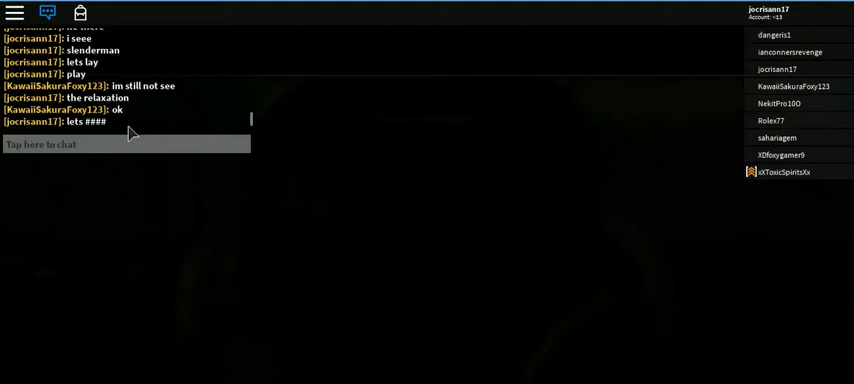 jocrisann17
Account: <13
[jocrisann17]: i seee
[jocrisann17]: slenderman
[jocrisann17]: lets lay
[jocrisann17]: play
[KawaiiSakuraFoxy123]: im still not see
[jocrisann17]: the relaxation
[KawaiiSakuraFoxy123]: ok
[jocrisann17]: lets ####
Tap here to chat
dangeris1
ianconnersrevenge
jocrisann17
KawaiiSakuraFoxy123
NekitPro10O
Rolex77
sahariagem
XDfoxygamer9
xXToxicSpiritsXx